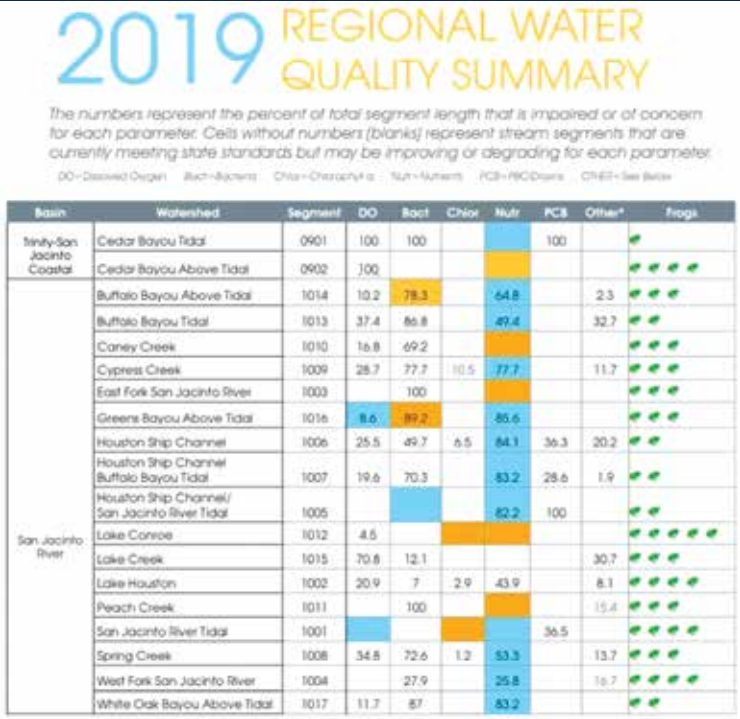 2019 REGIONAL WATER
QUALITY SUMMARY
The numbers represent the percent of total segment length that is impaired or of concern
for each parameter. Cells without numbers (blanks) represent stream segments that are
currently meeting state standards but may be improving or degrading for each parameter.
DO=Dissolved Oxygen Bact=Bacteria Chlor=Chlorophyll a Nutr=Nutrients PCB=PBC/Dioxins OTHER=See Below
Basin Watershed Segment DO Bact Chlor Nutr PCB Other* Frogs
Trinity-San Jacinto Coastal
Cedar Bayou Tidal 0901 100 100 100
Cedar Bayou Above Tidal 0902 100
San Jacinto River
Buffalo Bayou Above Tidal 1014 10.2 78.3 64.8 2.3
Buffalo Bayou Tidal 1013 37.4 86.8 49.4 32.7
Caney Creek 1010 16.8 69.2
Cypress Creek 1009 28.7 77.7 10.5 77.7 11.7
East Fork San Jacinto River 1003 100
Greens Bayou Above Tidal 1016 8.6 89.2 85.6
Houston Ship Channel 1006 25.5 49.7 6.5 84.1 36.3 20.2
Houston Ship Channel
Buffalo Bayou Tidal 1007 19.6 70.3 83.2 28.6 1.9
Houston Ship Channel/
San Jacinto River Tidal 1005 82.2 100
Lake Conroe 1012 4.5
Lake Creek 1015 70.8 12.1 30.7
Lake Houston 1002 20.9 7 2.9 43.9 8.1
Peach Creek 1011 100 15.4
San Jacinto River Tidal 1001 36.5
Spring Creek 1008 34.8 72.6 1.2 53.3 13.7
West Fork San Jacinto River 1004 27.9 25.8 16.7
White Oak Bayou Above Tidal 1017 11.7 87 83.2